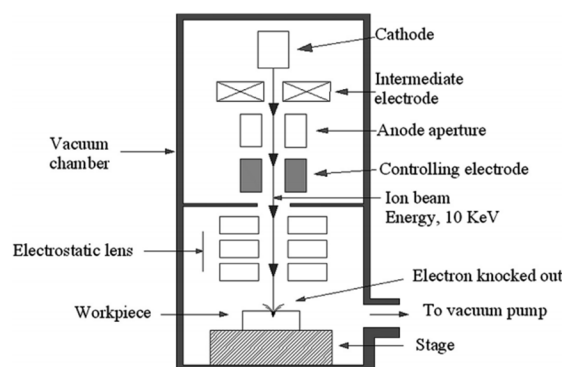 Cathode
Intermediate
electrode
Anode aperture
Vacuum
chamber
Controlling electrode
Ion beam
Energy, 10 KeV
Electrostatic lens
Electron knocked out
Workpiece
To vacuum pump
Stage